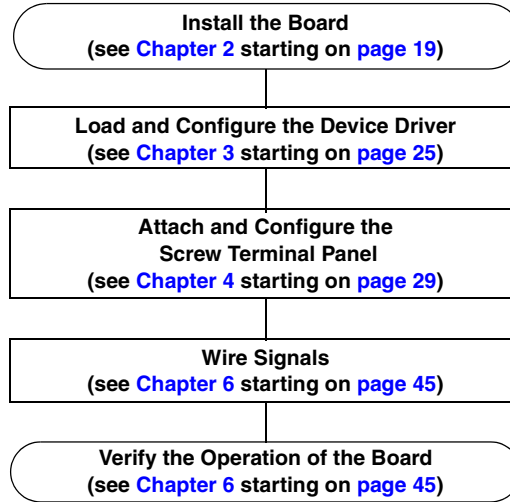 Install the Board
(see Chapter 2 starting on page 19)
Load and Configure the Device Driver
(see Chapter 3 starting on page 25)
Attach and Configure the
Screw Terminal Panel
(see Chapter 4 starting on page 29)
Wire Signals
(see Chapter 6 starting on page 45)
Verify the Operation of the Board
(see Chapter 6 starting on page 45)